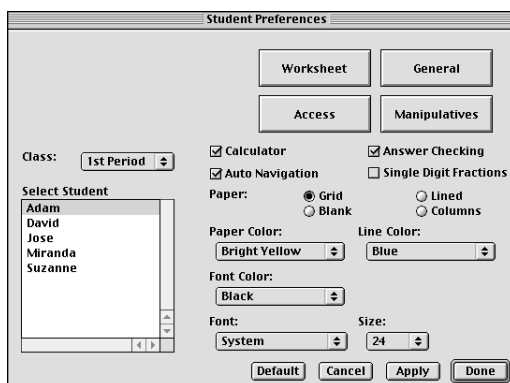 Student Preferences
Worksheet
General
Access
Manipulatives
Class:
1st Period
Select Student
Adam
David
Jose
Miranda
Suzanne
Calculator
Answer Checking
Auto Navigation
Single Digit Fractions
Paper:
Grid
Lined
Blank
Columns
Paper Color:
Line Color:
Bright Yellow
Blue
Font Color:
Black
Font:
Size:
System
24
Default
Cancel
Apply
Done